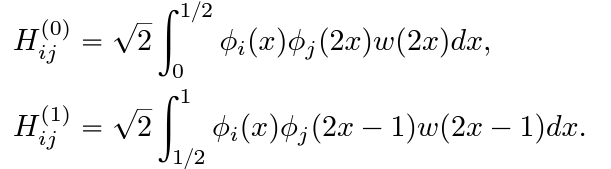 $H_{ij}^{(0)} = \sqrt{2} \int_{0}^{1/2} \phi_i(x)\phi_j(2x)w(2x)dx,$
$H_{ij}^{(1)} = \sqrt{2} \int_{1/2}^{1} \phi_i(x)\phi_j(2x-1)w(2x-1)dx.$